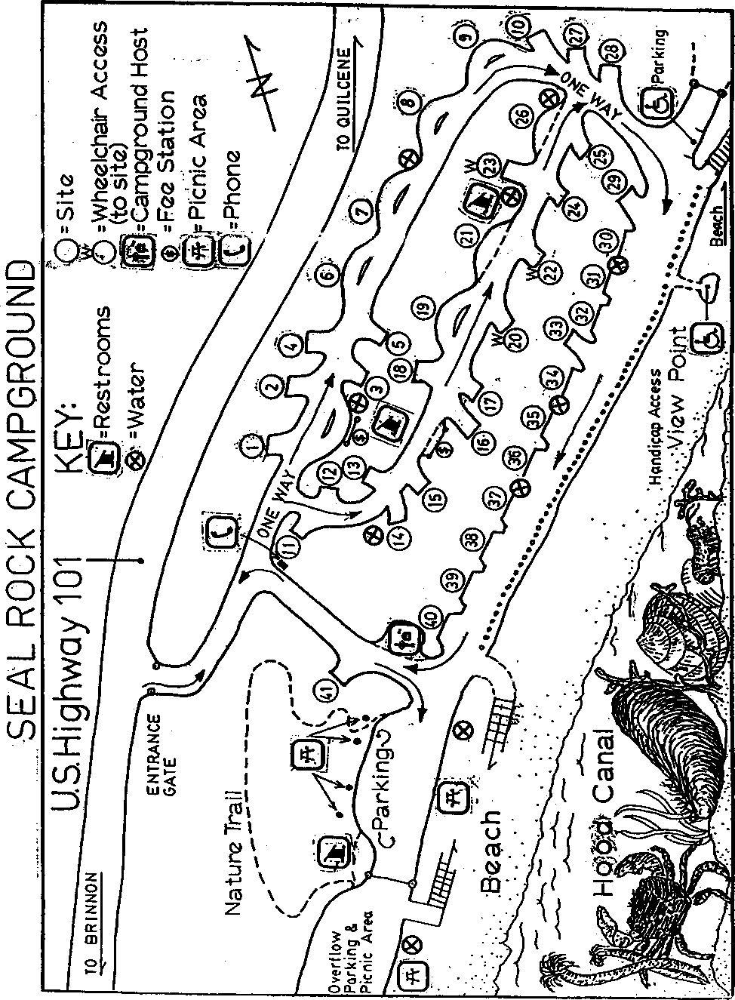 SEAL ROCK CAMPGROUND
U.S. Highway 101
KEY:
=Restrooms
=Water
=Site
W
=Wheelchair Access
(to site)
=Campground Host
$ =Fee Station
=Picnic Area
=Phone
N
TO BRINNON
TO QUILCENE
ENTRANCE
GATE
Nature Trail
ONE WAY
ONE WAY
Parking
Overflow
Parking &
Picnic Area
Beach
Hood Canal
Handicap Access
View Point
Beach
Parking
1
2
4
6
7
8
9
10
27
28
11
12
13
3
5
18
19
21
W
23
26
$
$
14
15
16
17
W
20
W
22
24
25
29
30
31
32
33
34
35
36
37
38
39
40
41